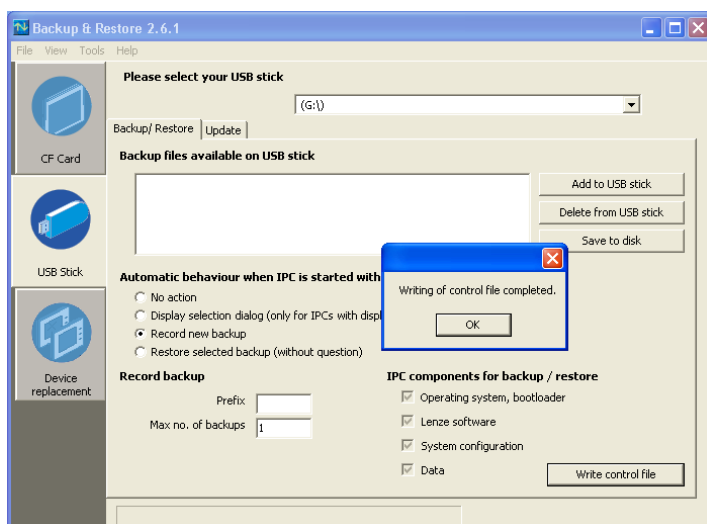 Backup & Restore 2.6.1
File View Tools Help
Please select your USB stick
(G:\)
Backup/ Restore Update
CF Card
Backup files available on USB stick
Add to USB stick
Delete from USB stick
Save to disk
USB Stick
Automatic behaviour when IPC is started with
Writing of control file completed.
OK
No action
Display selection dialog (only for IPCs with displ
Record new backup
Restore selected backup (without question)
Device
replacement
Record backup
Prefix
Max no. of backups 1
IPC components for backup / restore
Operating system, bootloader
Lenze software
System configuration
Data
Write control file